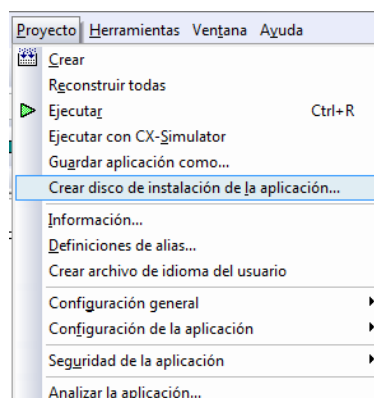 Proyecto Herramientas Ventana Ayuda
Crear
Reconstruir todas
Ejecutar Ctrl+R
Ejecutar con CX-Simulator
Guardar aplicación como...
Crear disco de instalación de la aplicación...
Información...
Definiciones de alias...
Crear archivo de idioma del usuario
Configuración general
Configuración de la aplicación
Seguridad de la aplicación
Analizar la aplicación...